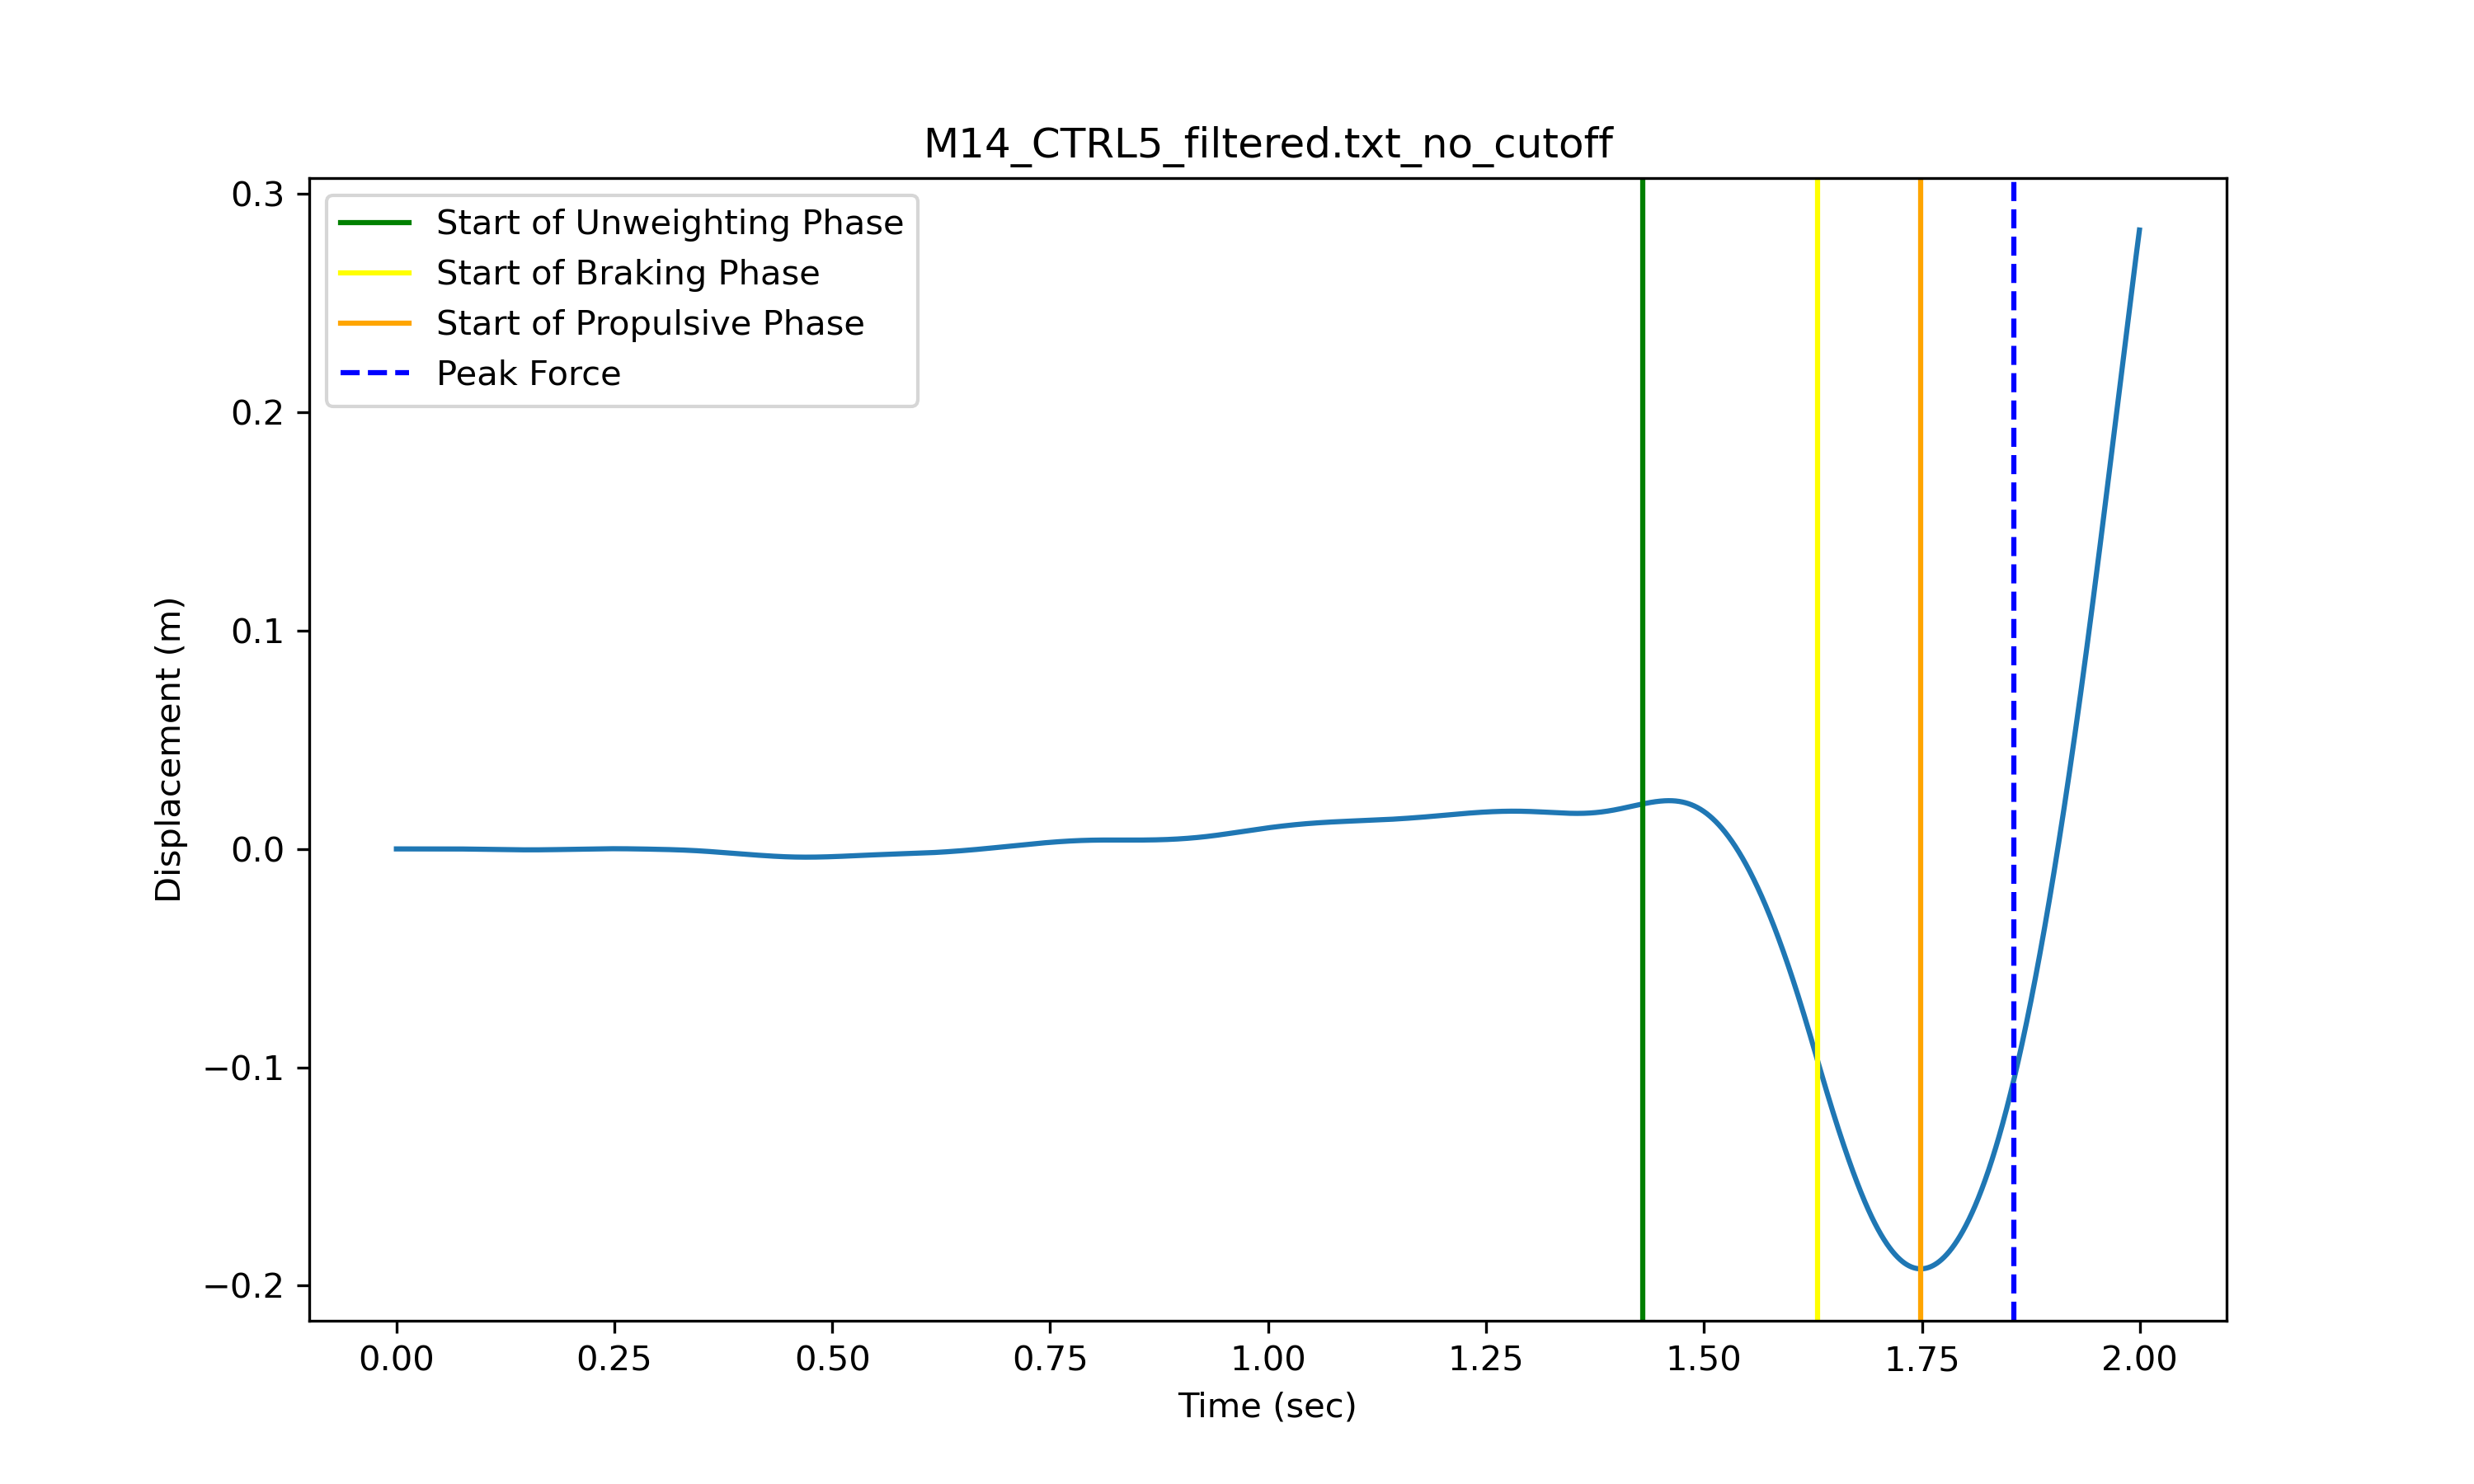 M14_CTRL5_filtered.txt_no_cutoff
Start of Unweighting Phase
Start of Braking Phase
Start of Propulsive Phase
Peak Force
Displacement (m)
0.3
0.2
0.1
0.0
−0.1
−0.2
0.00 0.25 0.50 0.75 1.00 1.25 1.50 1.75 2.00
Time (sec)